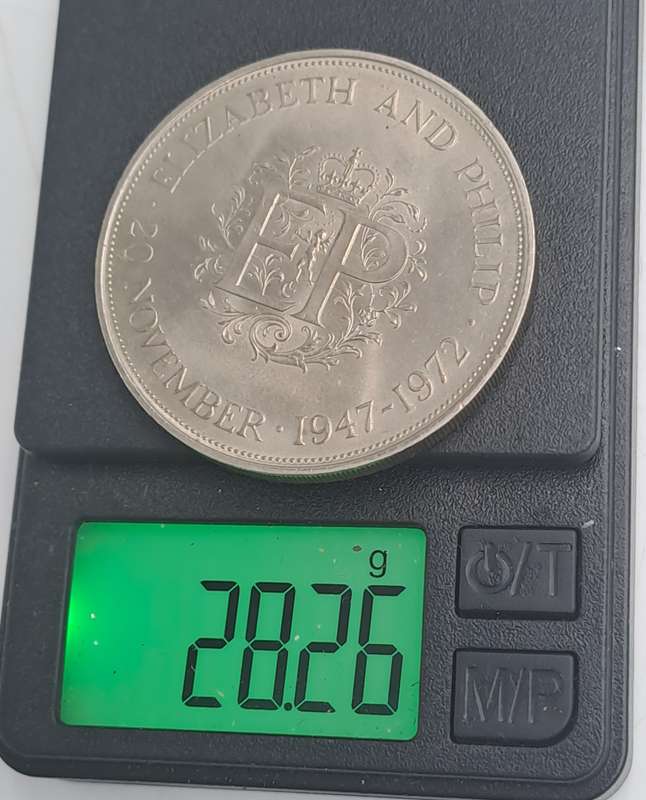 ELIZABETH AND PHILIP
20 NOVEMBER · 1947-1972
EP
g
28.26
/T
M/P